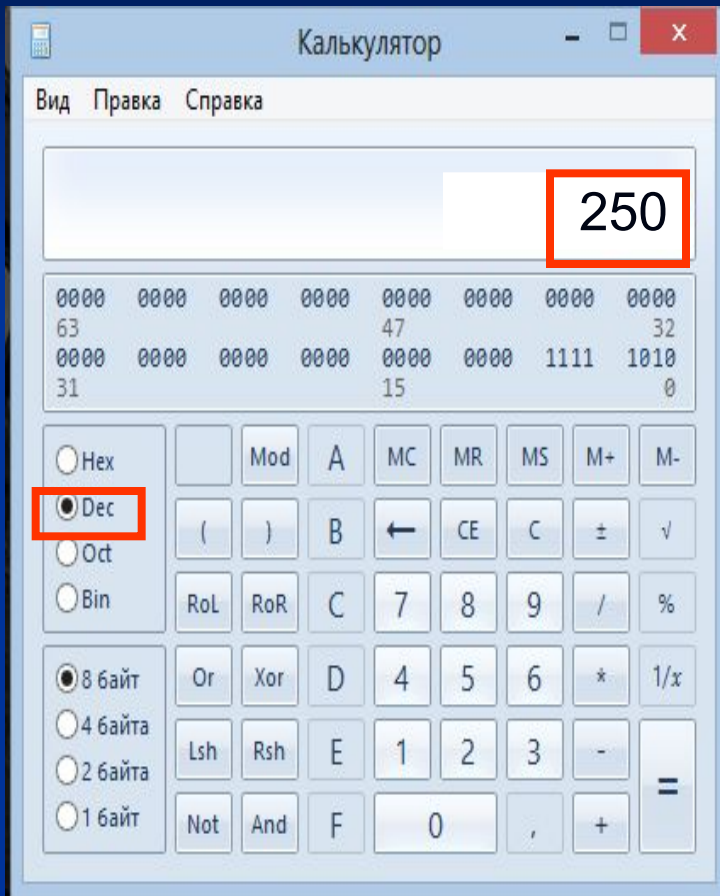 Калькулятор
Вид Правка Справка
250
0000 0000 0000 0000 0000 0000 0000 0000
63 47 32
0000 0000 0000 0000 0000 0000 1111 1010
31 15 0
Hex Mod A MC MR MS M+ M-
Dec ( ) B ← CE C ± √
Oct
Bin RoL RoR C 7 8 9 / %
8 байт Or Xor D 4 5 6 * 1/x
4 байта
2 байта Lsh Rsh E 1 2 3 - =
1 байт Not And F 0 , +